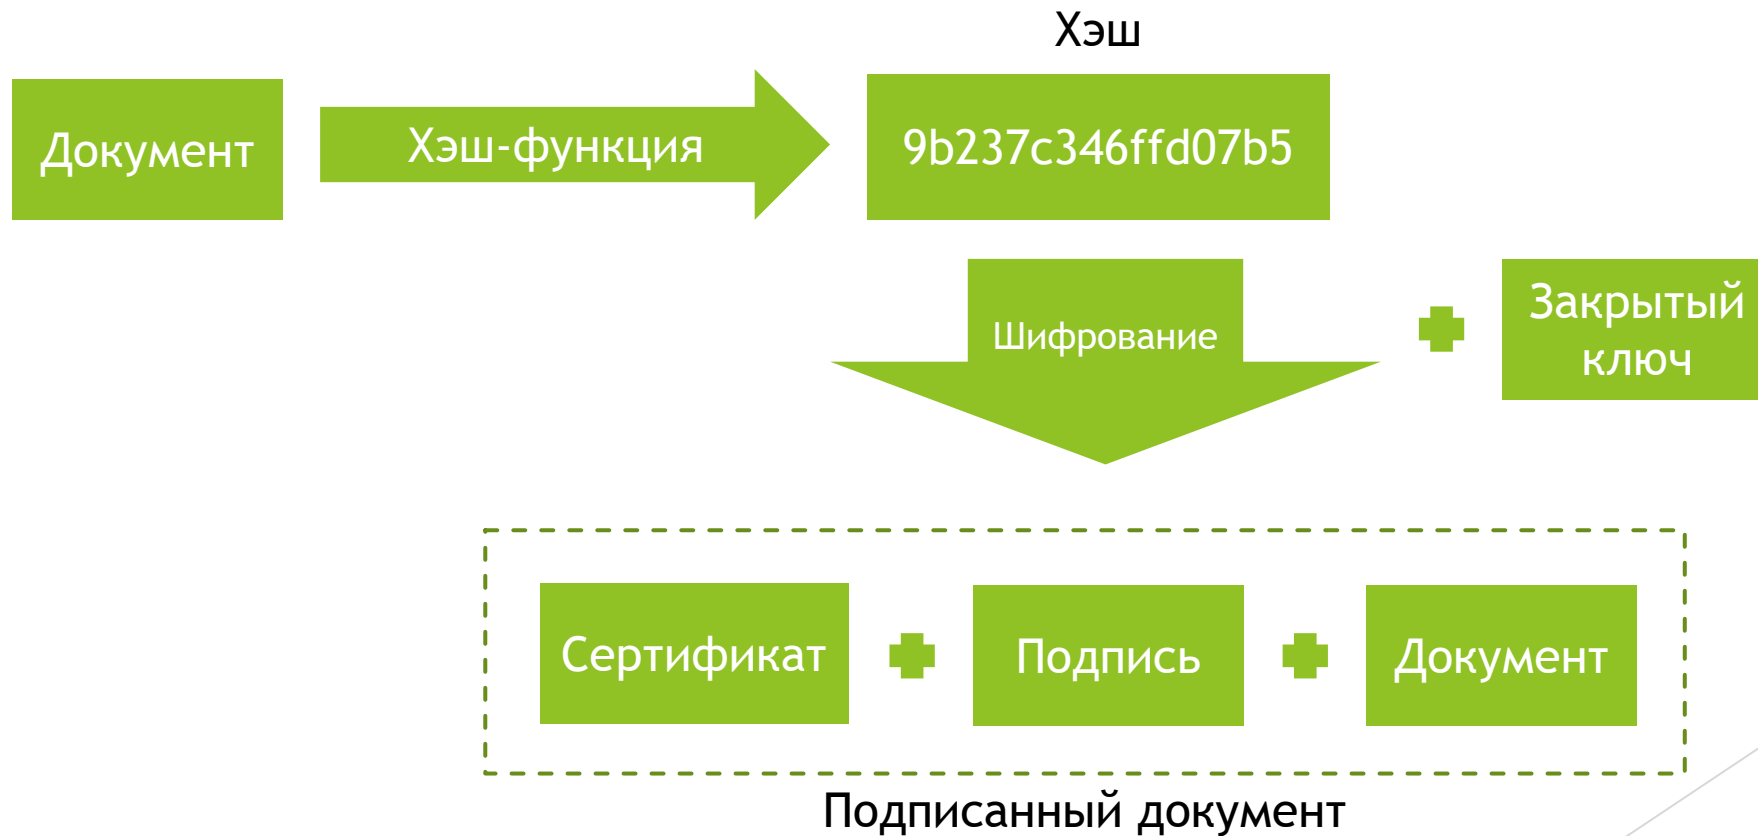 Хэш
Документ
Хэш-функция
9b237c346ffd07b5
Шифрование
Закрытый
ключ
Сертификат
Подпись
Документ
Подписанный документ